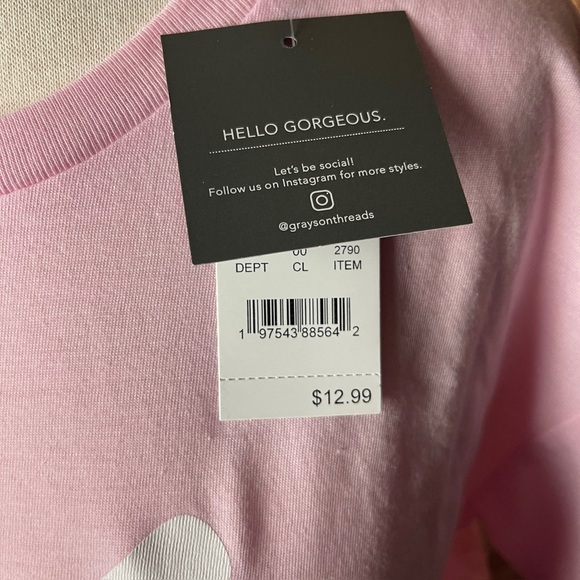 HELLO GORGEOUS.
Let's be social!
Follow us on Instagram for more styles.
@graysonthreads
00 2790
DEPT CL ITEM
1 97543 88564 2
$12.99